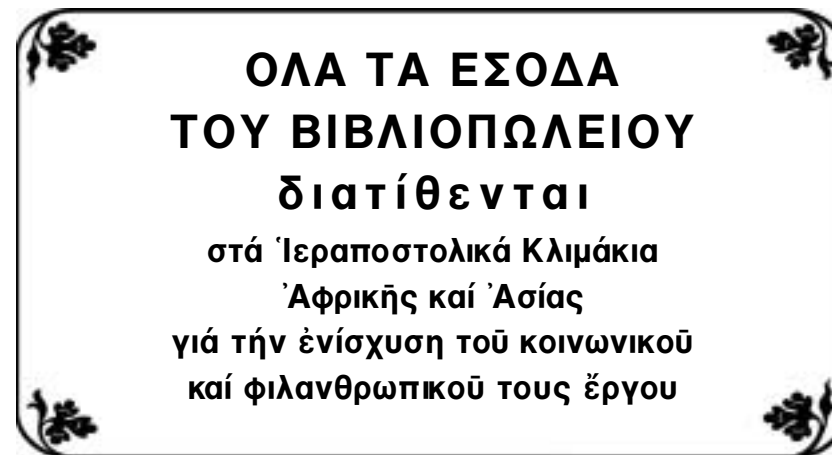 ΟΛΑ ΤΑ ΕΣΟΔΑ
ΤΟΥ ΒΙΒΛΙΟΠΩΛΕΙΟΥ
διατίθενται
στά Ἱεραποστολικά Κλιμάκια
Ἀφρικῆς καί Ἀσίας
γιά τήν ἐνίσχυση τοῦ κοινωνικοῦ
καί φιλανθρωπικοῦ τους ἔργου